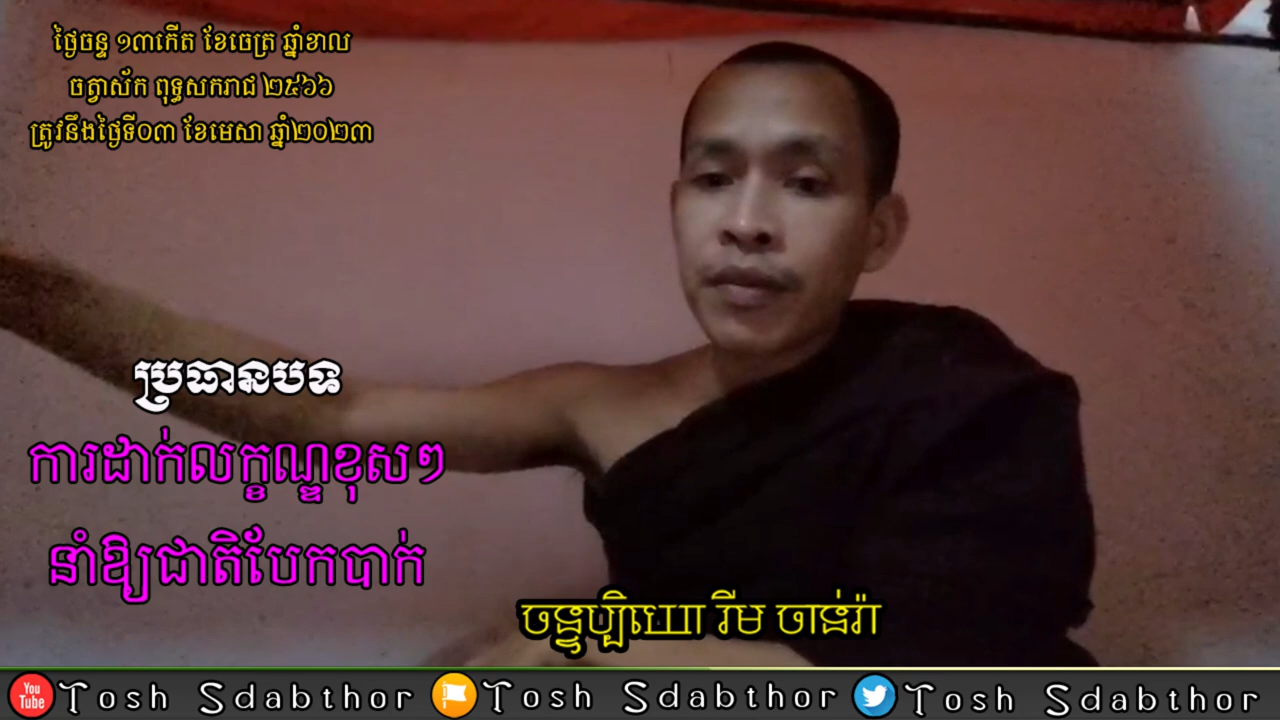 ថ្ងៃចន្ទ ១៣កើត ខែចេត្រ ឆ្នាំខាល
ចត្វាស័ក ពុទ្ធសករាជ ២៥៦៦
ត្រូវនឹងថ្ងៃទី០៣ ខែមេសា ឆ្នាំ២០២៣
ប្រធានបទ
ការដាក់លក្ខណ្ឌខុសៗ
នាំឱ្យជាតិបែកបាក់
ចន្ទប្បិយោ រីម ចាន់រ៉ា
You Tube Tosh Sdabthor Tosh Sdabthor Tosh Sdabthor